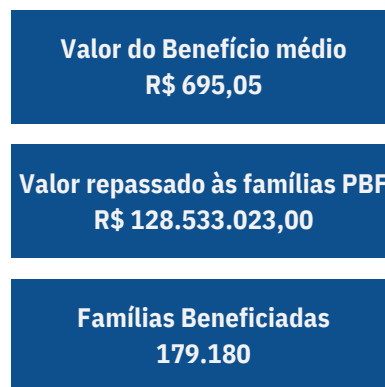 Valor do Benefício médio
R$ 695,05
Valor repassado às famílias PBF
R$ 128.533.023,00
Famílias Beneficiadas
179.180